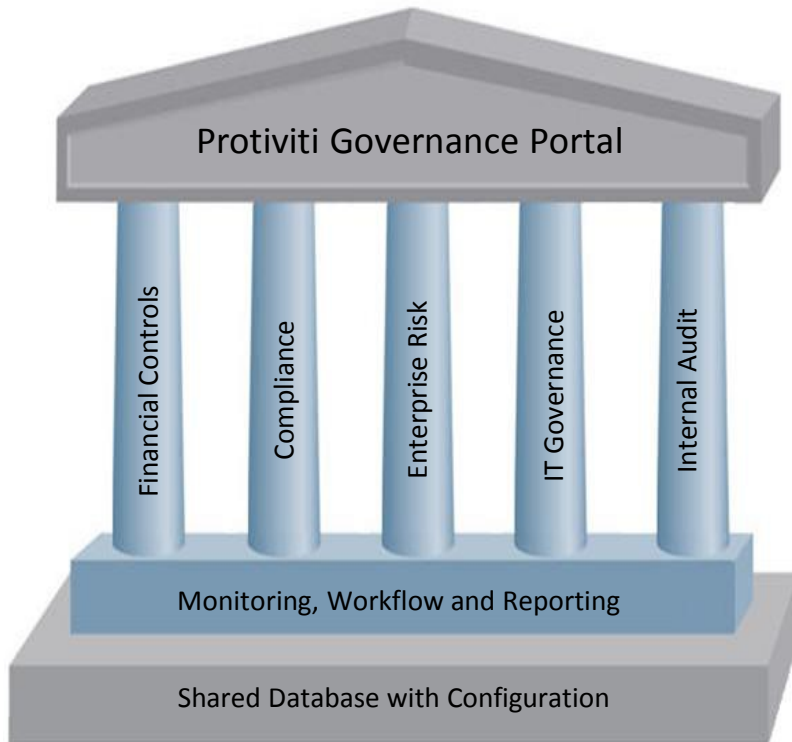 Protiviti Governance Portal
Financial Controls
Compliance
Enterprise Risk
IT Governance
Internal Audit
Monitoring, Workflow and Reporting
Shared Database with Configuration